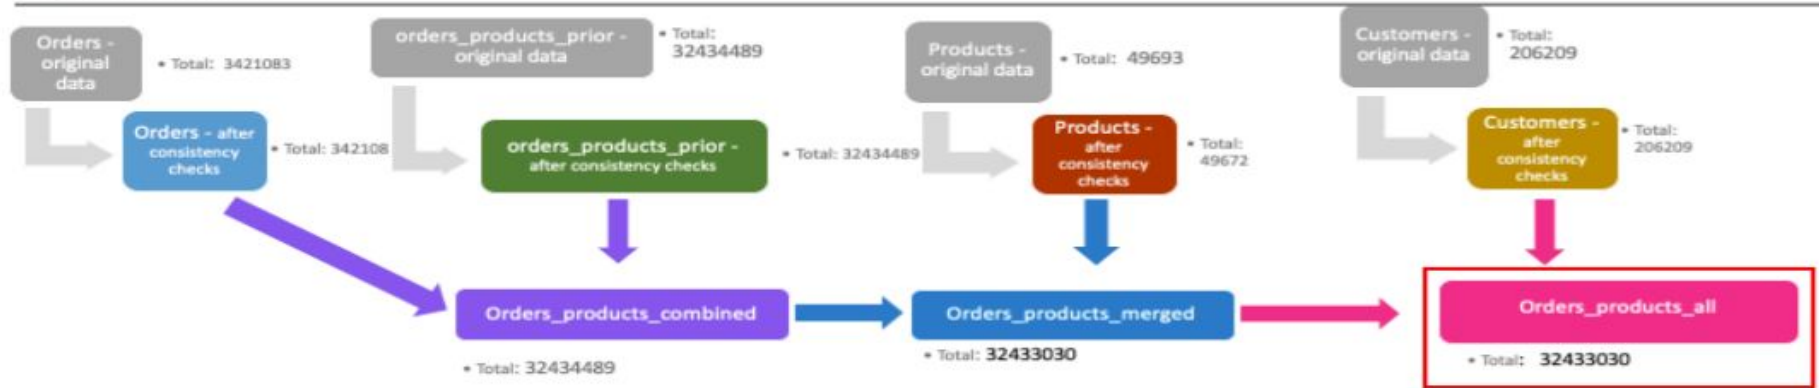 Orders -
original
data
• Total: 3421083
orders_products_prior -
original data
• Total:
32434489
Products -
original data
• Total: 49693
Customers -
original data
• Total:
206209
Orders - after
consistency
checks
• Total: 342108
orders_products_prior -
after consistency checks
• Total: 32434489
Products -
after
consistency
checks
• Total:
49672
Customers -
after
consistency
checks
• Total:
206209
Orders_products_combined
• Total: 32434489
Orders_products_merged
• Total: 32433030
Orders_products_all
• Total: 32433030